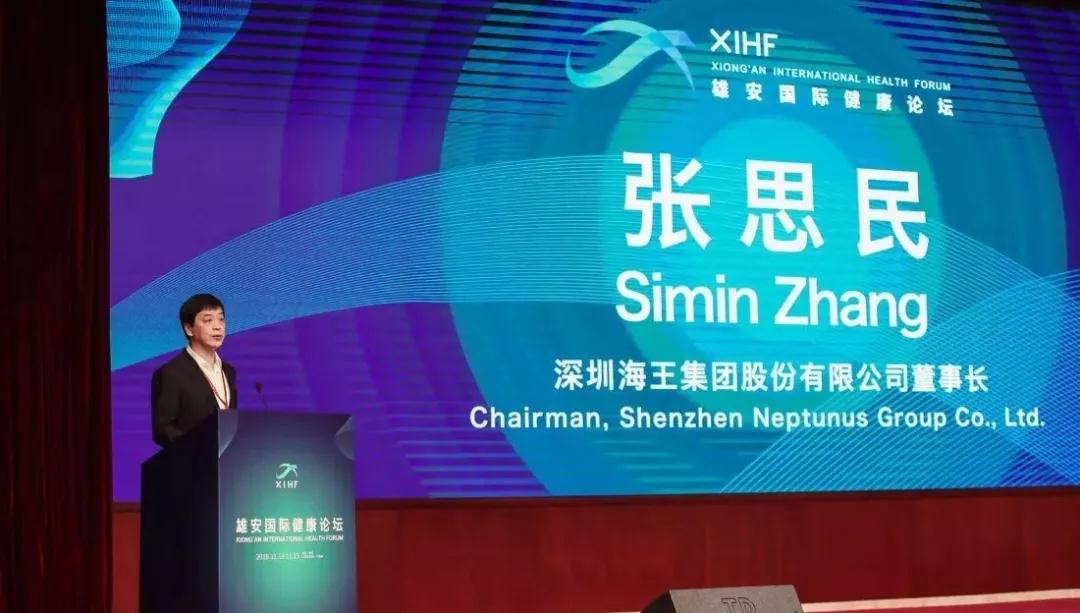 XIHF
XIONG'AN INTERNATIONAL HEALTH FORUM
雄安国际健康论坛
张思民
Simin Zhang
深圳海王集团股份有限公司董事长
Chairman, Shenzhen Neptunus Group Co., Ltd.
XIHF
雄安国际健康论坛
XIONG'AN INTERNATIONAL HEALTH FORUM